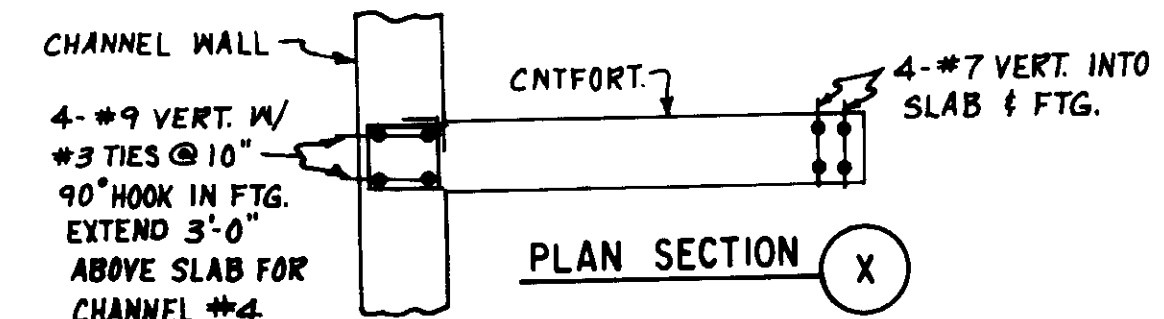 CHANNEL WALL
4-#9 VERT. W/
#3 TIES @ 10"
90° HOOK IN FTG.
EXTEND 3'-0"
ABOVE SLAB FOR
CHANNEL #4
CNTFORT.
4-#7 VERT. INTO
SLAB & FTG.
PLAN SECTION X